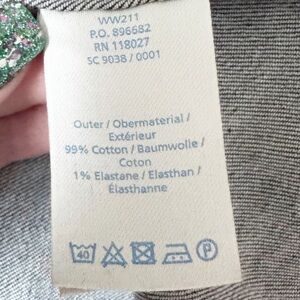 WW211
P.O. 896682
RN 118027
SC 9038 / 0001
Outer / Obermaterial /
Extérieur
99% Cotton / Baumwolle /
Coton
1% Elastane / Elasthan /
Élasthanne
40 P